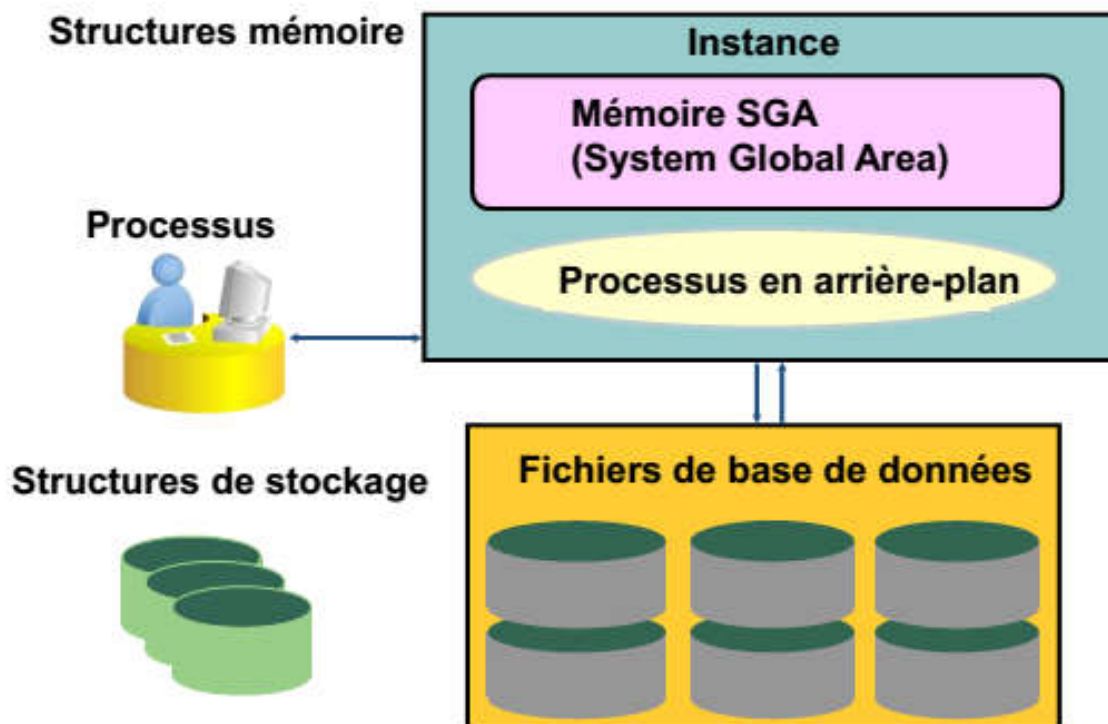 Structures mémoire
Instance
Mémoire SGA
(System Global Area)
Processus
Processus en arrière-plan
Structures de stockage
Fichiers de base de données